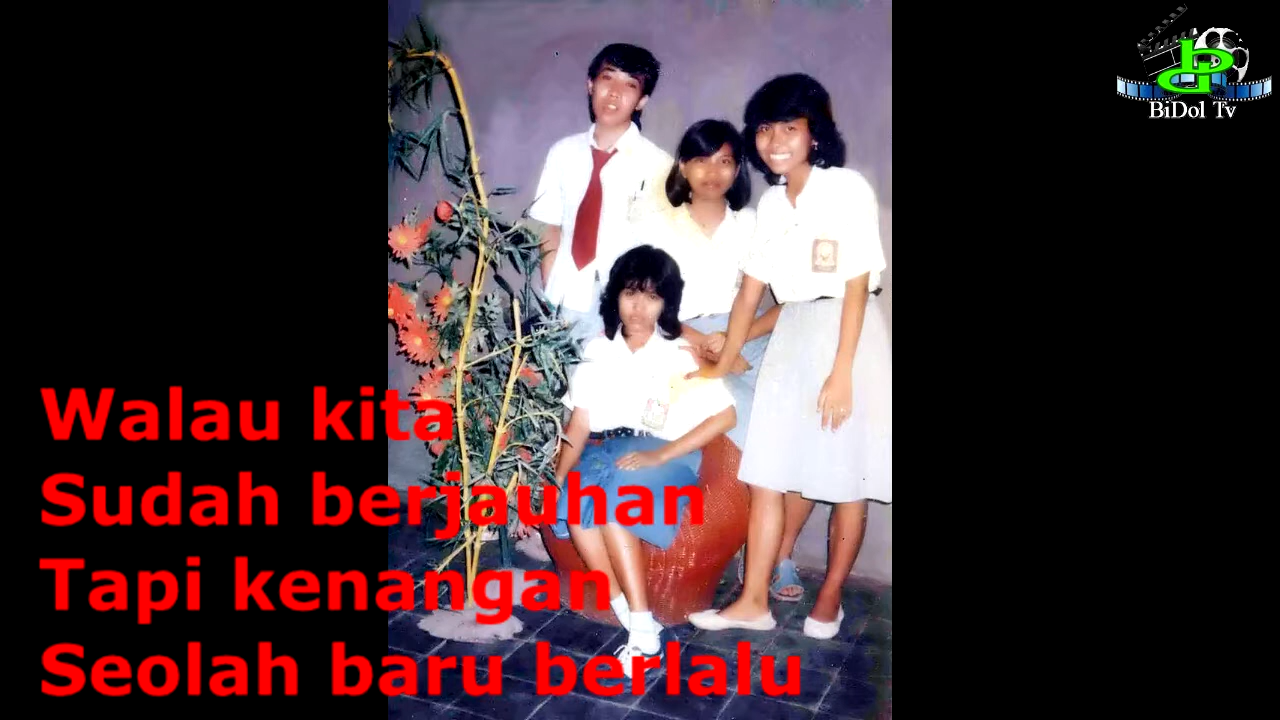 BiDol Tv
Walau kita
Sudah berjauhan
Tapi kenangan
Seolah baru berlalu